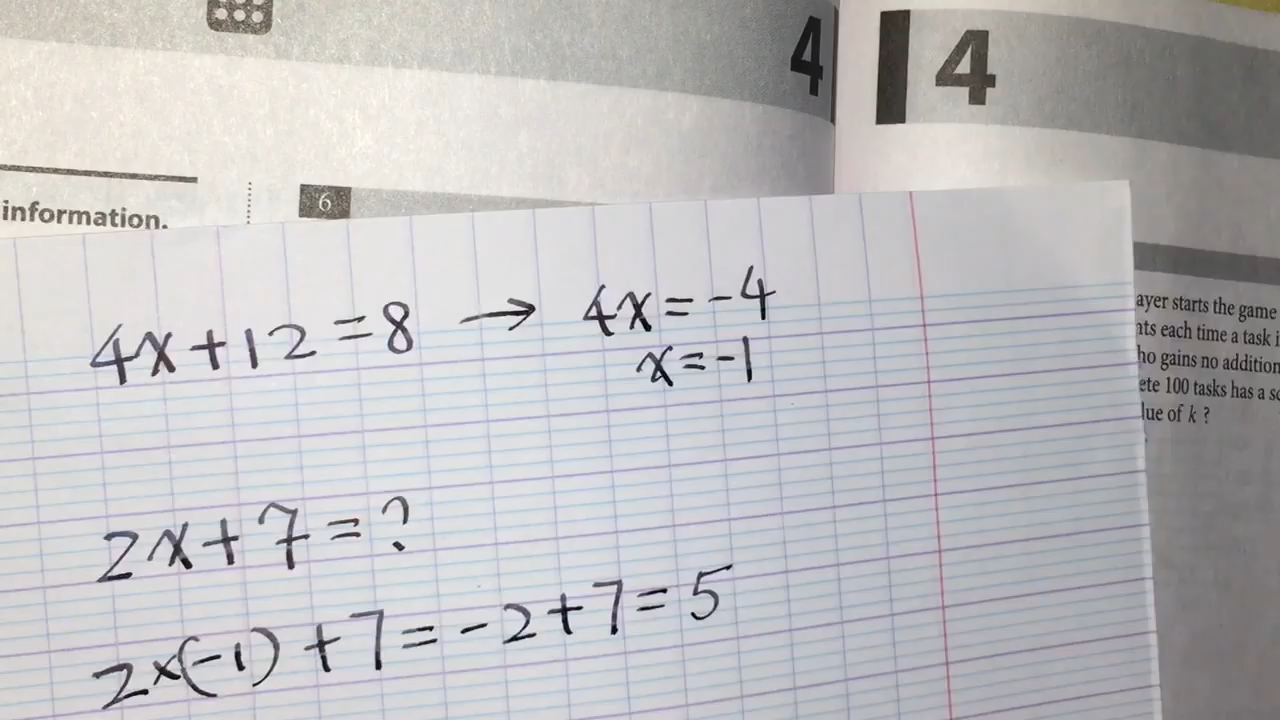 4
4
information.
6
4x+12=8 → 4x=-4
x=-1
2x+7=?
2×(-1)+7=-2+7=5
ayer starts the game
nts each time a task i
ho gains no addition
ete 100 tasks has a sc
lue of k ?